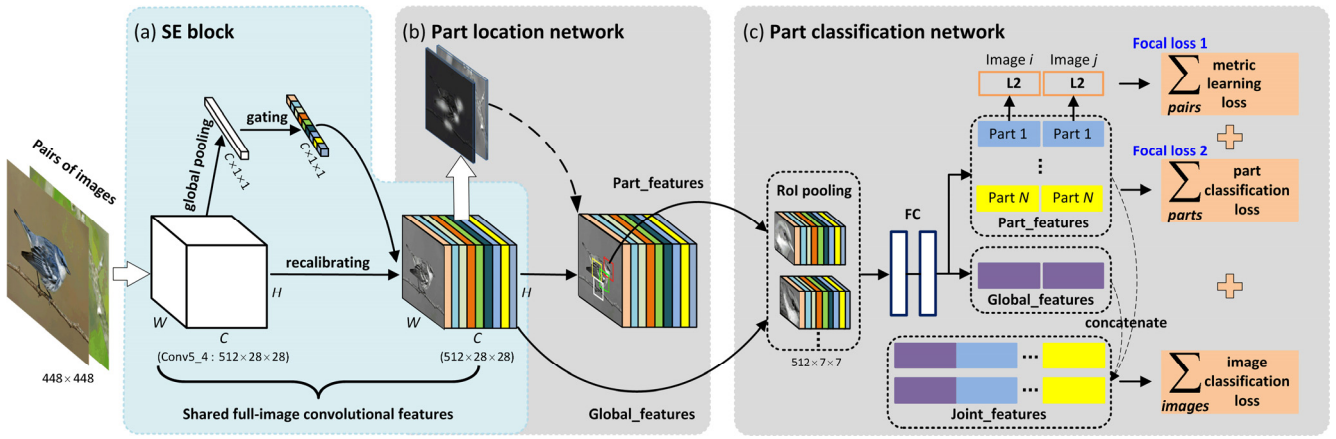 (a) SE block
(b) Part location network
(c) Part classification network
Pairs of images
448×448
global pooling
C×1×1
gating
C×1×1
recalibrating
W
H
C
(Conv5_4 : 512×28×28)
W
H
C
(512×28×28)
Shared full-image convolutional features
Part_features
Global_features
RoI pooling
512×7×7
FC
Image i
Image j
L2
L2
Part 1
Part 1
Part N
Part N
Part_features
Global_features
concatenate
Joint_features
Focal loss 1
∑
pairs
metric
learning
loss
Focal loss 2
∑
parts
part
classification
loss
∑
images
image
classification
loss